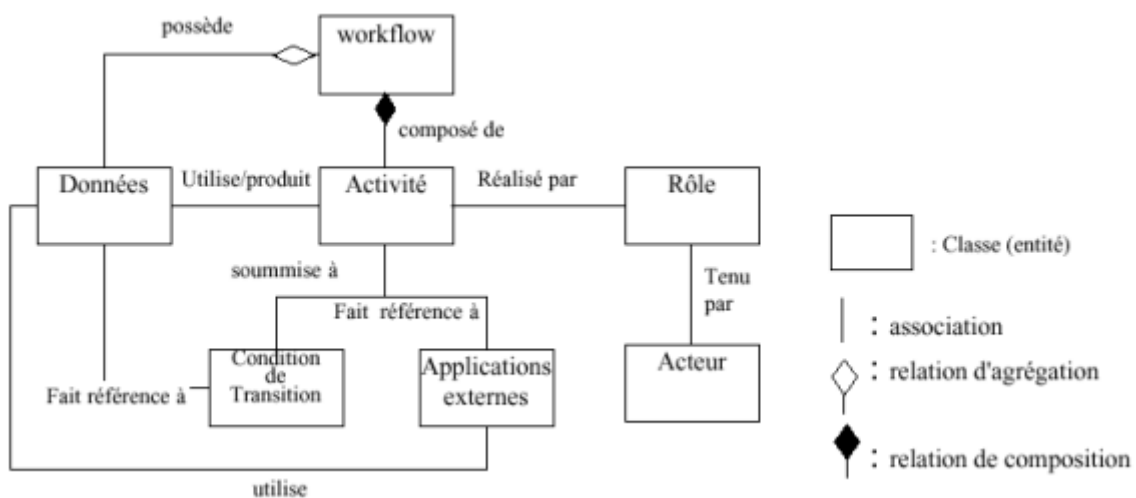 possède
workflow
composé de
Données
Utilise/produit
Activité
Réalisé par
Rôle
: Classe (entité)
soummise à
Tenu
par
Fait référence à
: association
Condition
de
Transition
Applications
externes
Acteur
: relation d'agrégation
Fait référence à
: relation de composition
utilise